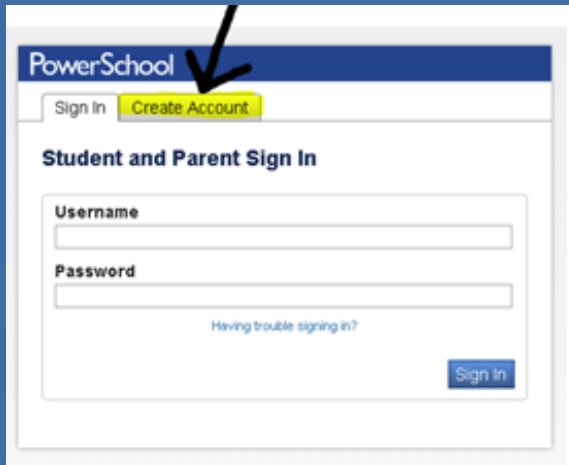 PowerSchool
Sign In Create Account
Student and Parent Sign In
Username
Password
Having trouble signing in?
Sign In